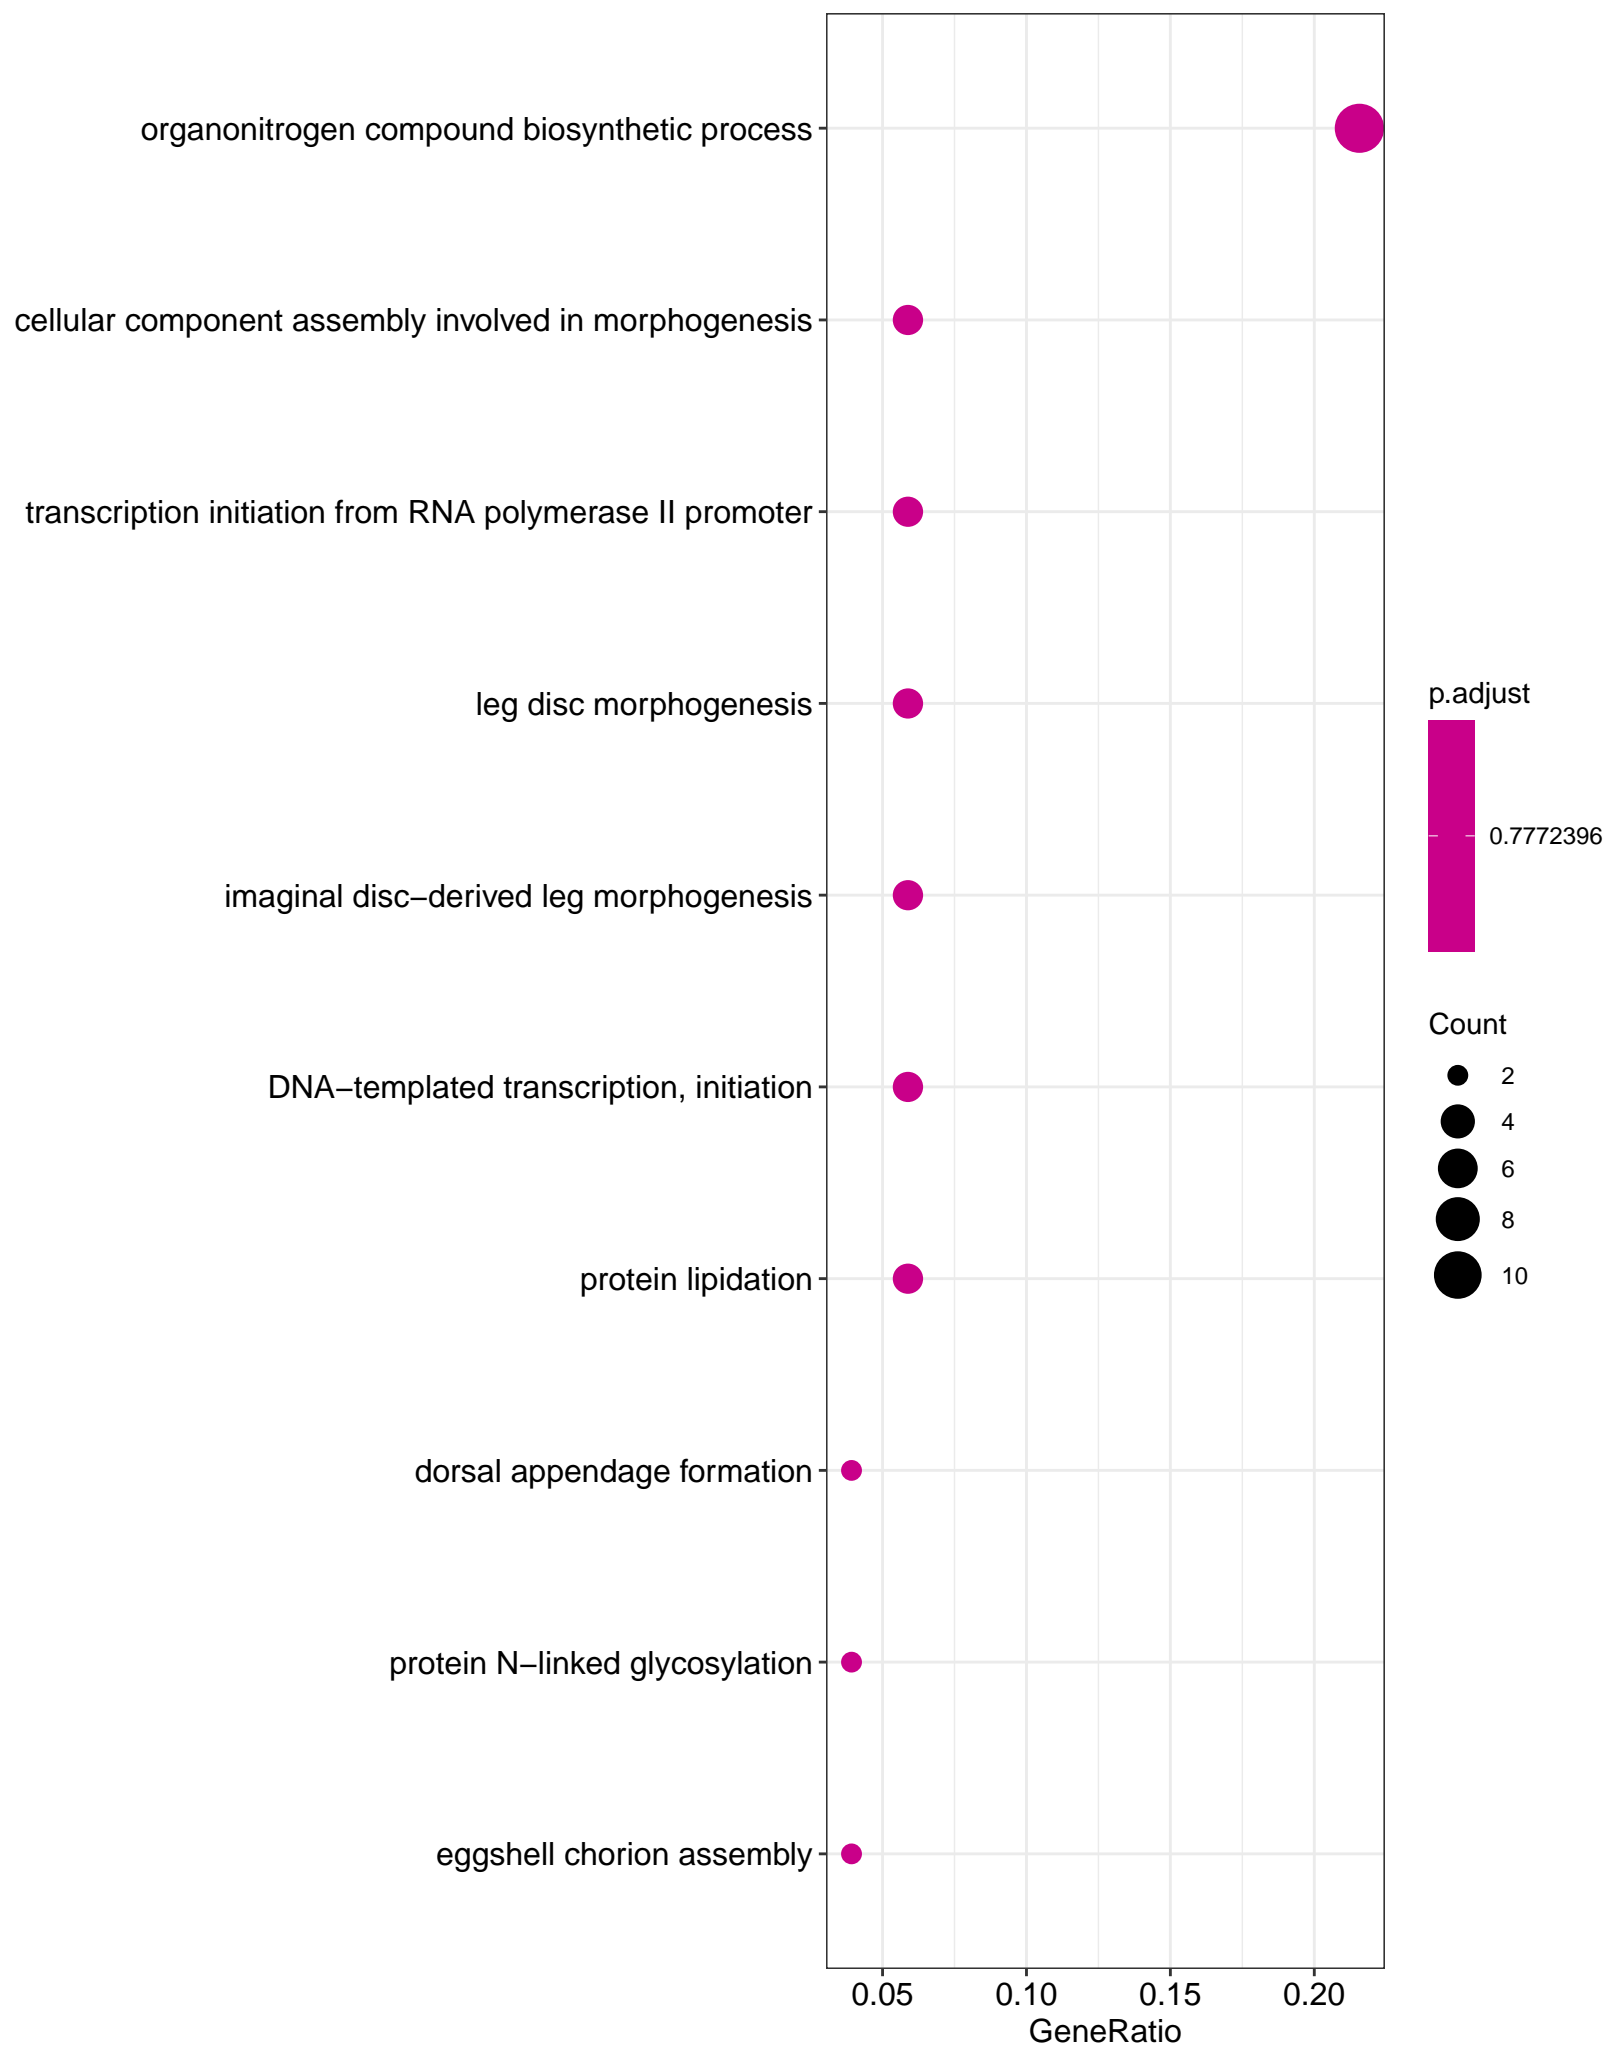 organonitrogen compound biosynthetic process
cellular component assembly involved in morphogenesis
transcription initiation from RNA polymerase II promoter
leg disc morphogenesis
imaginal disc−derived leg morphogenesis
DNA−templated transcription, initiation
protein lipidation
dorsal appendage formation
protein N−linked glycosylation
eggshell chorion assembly
0.05 0.10 0.15 0.20
GeneRatio
p.adjust
0.7772396
Count
2
4
6
8
10